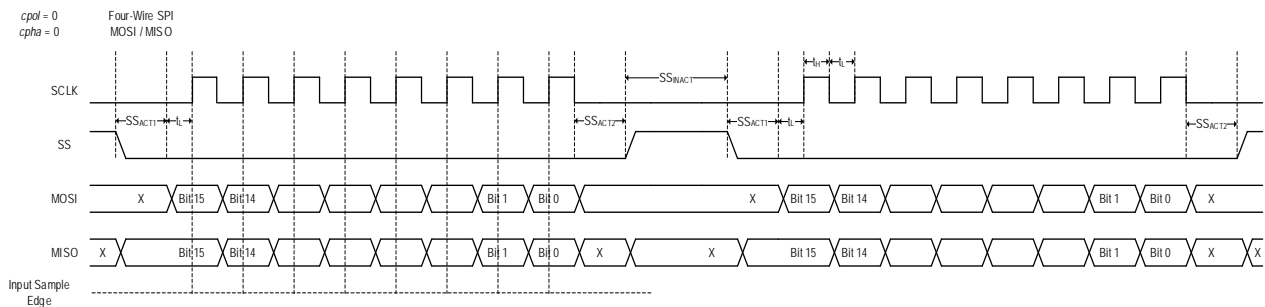 cpol = 0 Four-Wire SPI
cpha = 0 MOSI / MISO
tH tL
SSINACT
SCLK
SSACT1 tL SSACT2 SSACT1 tL SSACT2
SS
MOSI X Bit 15 Bit 14 Bit 1 Bit 0 X Bit 15 Bit 14 Bit 1 Bit 0 X
MISO X Bit 15 Bit 14 Bit 1 Bit 0 X X Bit 15 Bit 14 Bit 1 Bit 0 X X
Input Sample
Edge